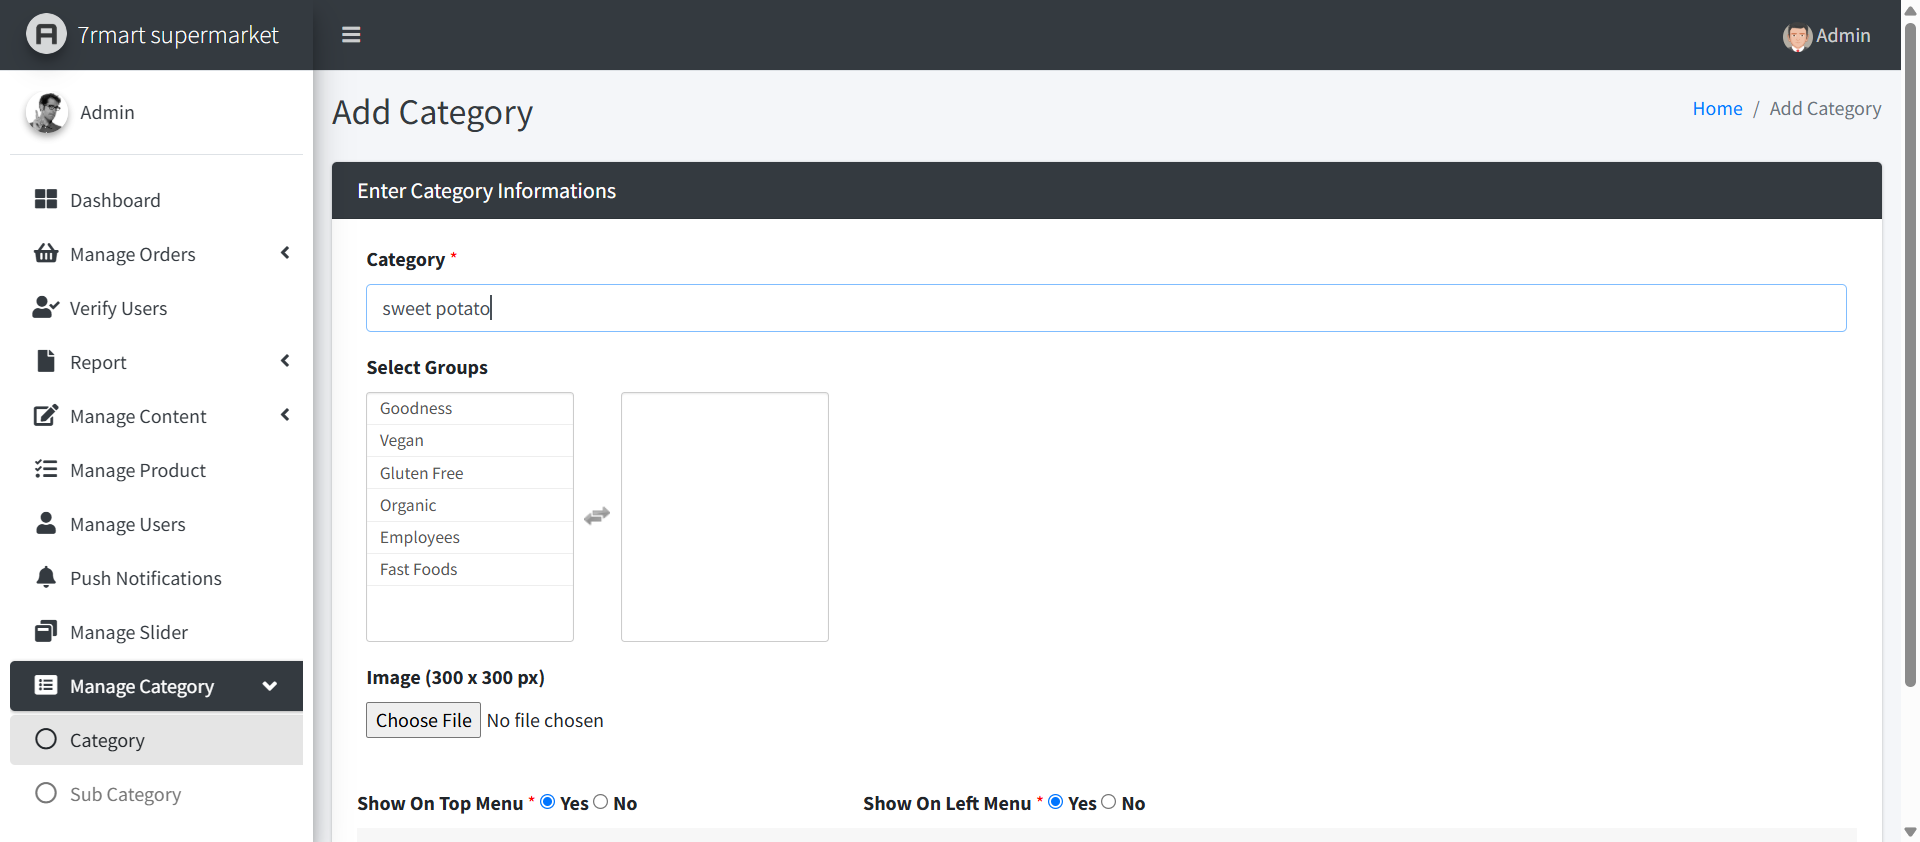 7rmart supermarket
Admin
Admin
Dashboard
Manage Orders
Verify Users
Report
Manage Content
Manage Product
Manage Users
Push Notifications
Manage Slider
Manage Category
Category
Sub Category
Add Category
Home / Add Category
Enter Category Informations
Category *
sweet potato
Select Groups
Goodness
Vegan
Gluten Free
Organic
Employees
Fast Foods
Image (300 x 300 px)
Choose File No file chosen
Show On Top Menu * Yes No
Show On Left Menu * Yes No